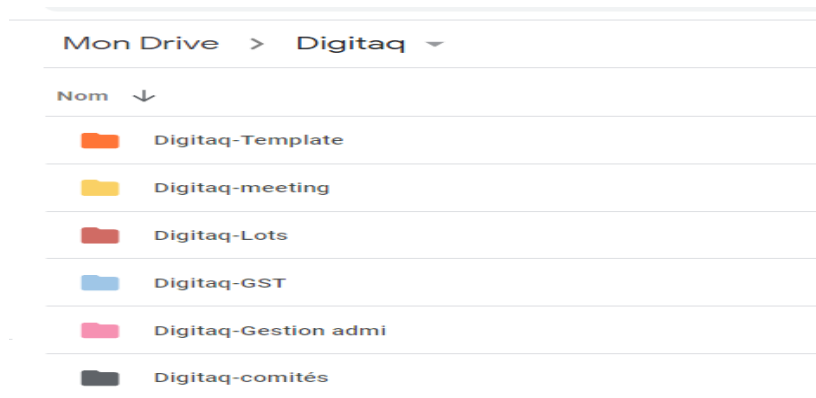 Mon Drive > Digitaq
Nom ↓
Digitaq-Template
Digitaq-meeting
Digitaq-Lots
Digitaq-GST
Digitaq-Gestion admi
Digitaq-comités